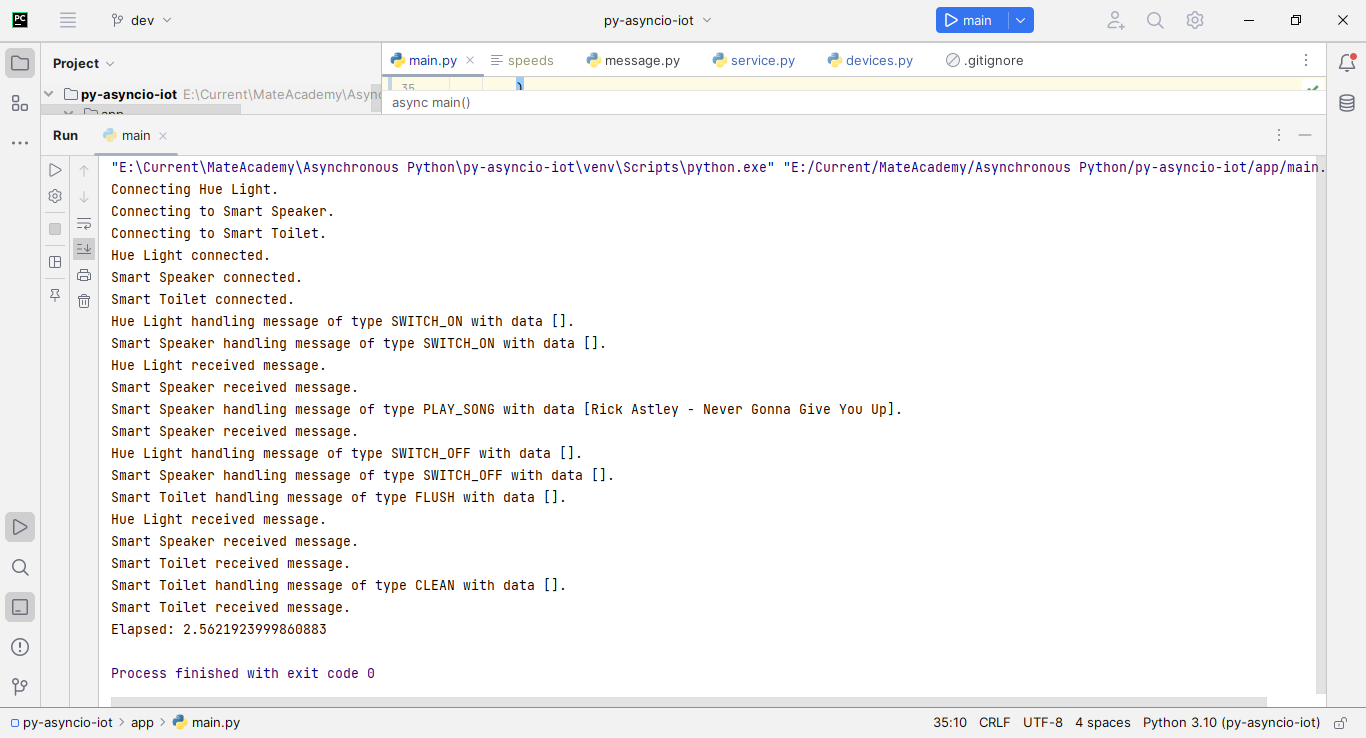 PC dev py-asyncio-iot main
Project main.py speeds message.py service.py devices.py .gitignore
py-asyncio-iot E:\Current\MateAcademy\Async 35 )
app async main()
Run main
"E:\Current\MateAcademy\Asynchronous Python\py-asyncio-iot\venv\Scripts\python.exe" "E:/Current/MateAcademy/Asynchronous Python/py-asyncio-iot/app/main.
Connecting Hue Light.
Connecting to Smart Speaker.
Connecting to Smart Toilet.
Hue Light connected.
Smart Speaker connected.
Smart Toilet connected.
Hue Light handling message of type SWITCH_ON with data [].
Smart Speaker handling message of type SWITCH_ON with data [].
Hue Light received message.
Smart Speaker received message.
Smart Speaker handling message of type PLAY_SONG with data [Rick Astley - Never Gonna Give You Up].
Smart Speaker received message.
Hue Light handling message of type SWITCH_OFF with data [].
Smart Speaker handling message of type SWITCH_OFF with data [].
Smart Toilet handling message of type FLUSH with data [].
Hue Light received message.
Smart Speaker received message.
Smart Toilet received message.
Smart Toilet handling message of type CLEAN with data [].
Smart Toilet received message.
Elapsed: 2.5621923999860883
Process finished with exit code 0
py-asyncio-iot > app > main.py 35:10 CRLF UTF-8 4 spaces Python 3.10 (py-asyncio-iot)